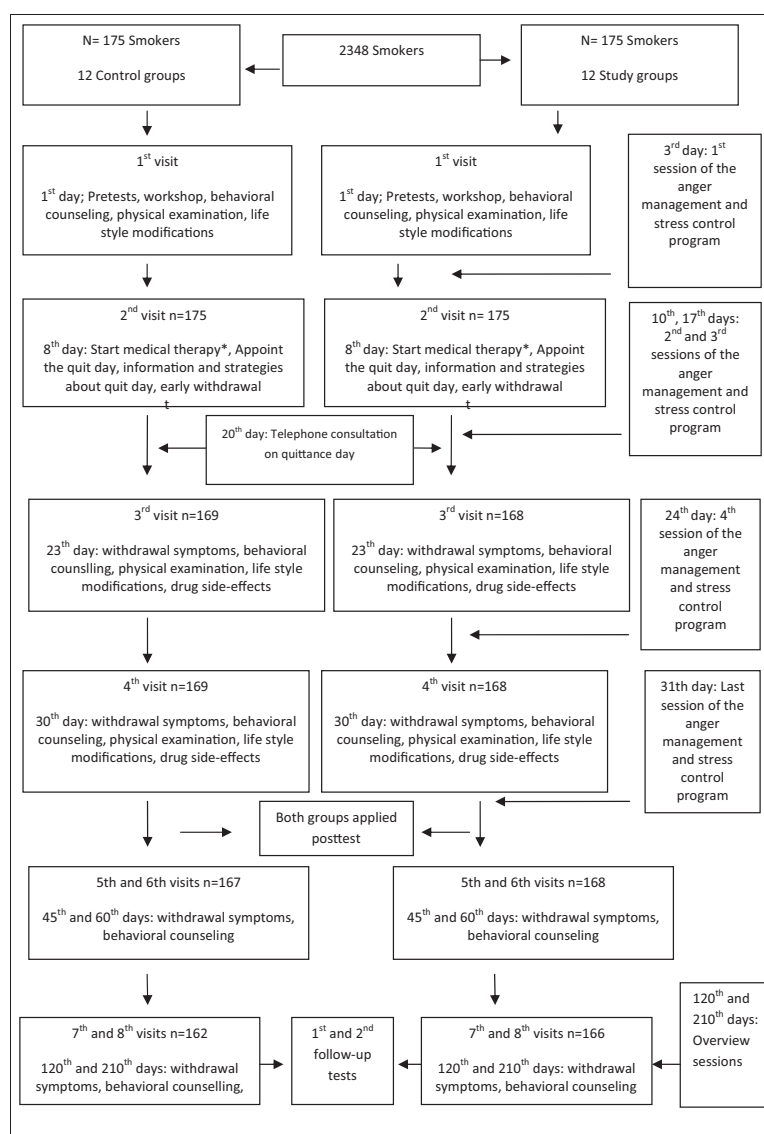 N= 175 Smokers
12 Control groups
2348 Smokers
N= 175 Smokers
12 Study groups
1st visit
1st day; Pretests, workshop, behavioral
counseling, physical examination, life
style modifications
1st visit
1st day; Pretests, workshop, behavioral
counseling, physical examination, life
style modifications
3rd day: 1st
session of the
anger
management and
stress control
program
2nd visit n=175
8th day: Start medical therapy*, Appoint
the quit day, information and strategies
about quit day, early withdrawal
t
2nd visit n= 175
8th day: Start medical therapy*, Appoint
the quit day, information and strategies
about quit day, early withdrawal
t
10th, 17th days:
2nd and 3rd
sessions of the
anger
management and
stress control
program
20th day: Telephone consultation
on quittance day
3rd visit n=169
23th day: withdrawal symptoms, behavioral
counslling, physical examination, life style
modifications, drug side-effects
3rd visit n=168
23th day: withdrawal symptoms, behavioral
counseling, physical examination, life style
modifications, drug side-effects
24th day: 4th
session of the
anger
management
and stress
control
program
4th visit n=169
30th day: withdrawal symptoms, behavioral
counseling, physical examination, life style
modifications, drug side-effects
4th visit n=168
30th day: withdrawal symptoms, behavioral
counseling, physical examination, life style
modifications, drug side-effects
31th day: Last
session of the
anger
management
and stress
control
program
Both groups applied
posttest
5th and 6th visits n=167
45th and 60th days: withdrawal symptoms,
behavioral counseling
5th and 6th visits n=168
45th and 60th days: withdrawal symptoms,
behavioral counseling
7th and 8th visits n=162
120th and 210th days: withdrawal
symptoms, behavioral counselling,
1st and 2nd
follow-up
tests
7th and 8th visits n=166
120th and 210th days: withdrawal
symptoms, behavioral counseling
120th and
210th days:
Overview
sessions